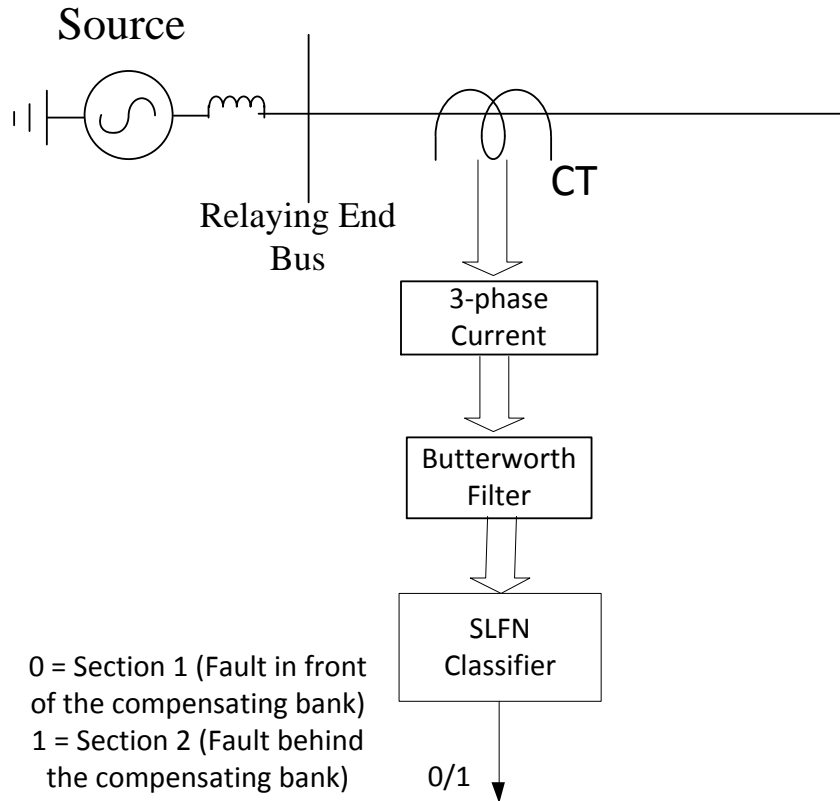 Source
CT
Relaying End
Bus
3-phase
Current
Butterworth
Filter
SLFN
Classifier
0 = Section 1 (Fault in front
of the compensating bank)
1 = Section 2 (Fault behind
the compensating bank)
0/1